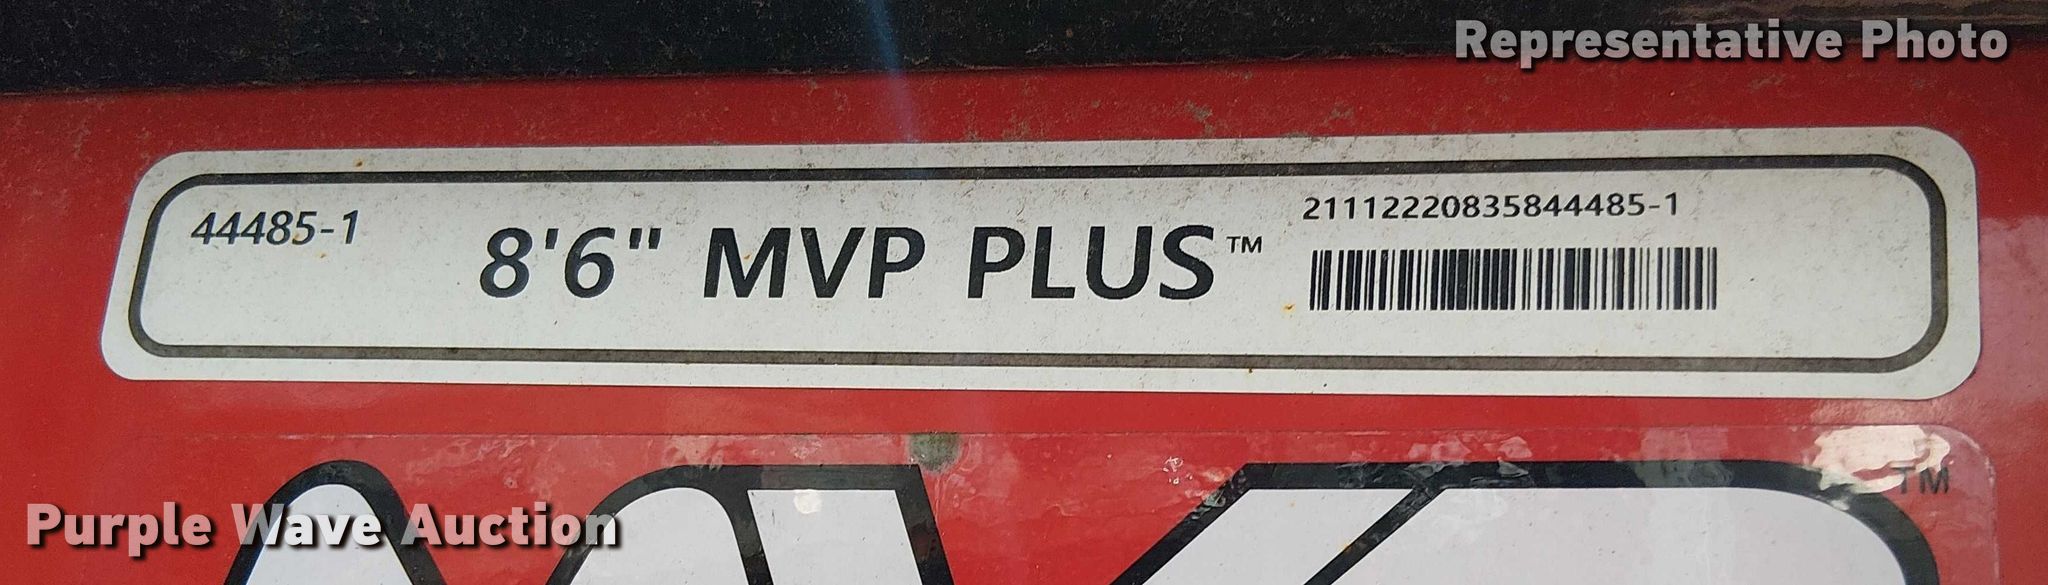 Representative Photo
44485-1
8'6" MVP PLUS™
21112220835844485-1
TM
Purple Wave Auction